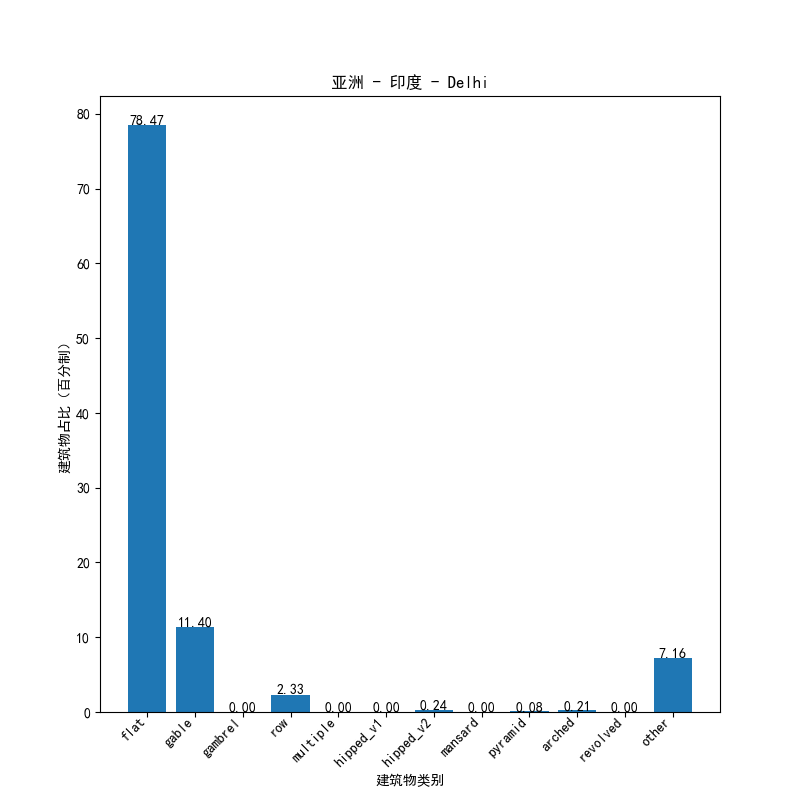 亚洲 - 印度 - Delhi
建筑物占比（百分制）
80
70
60
50
40
30
20
10
0
78.47
11.40
0.00
2.33
0.00
0.00
0.24
0.00
0.08
0.21
0.00
7.16
flat
gable
gambrel
row
multiple
hipped_v1
hipped_v2
mansard
pyramid
arched
revolved
other
建筑物类别